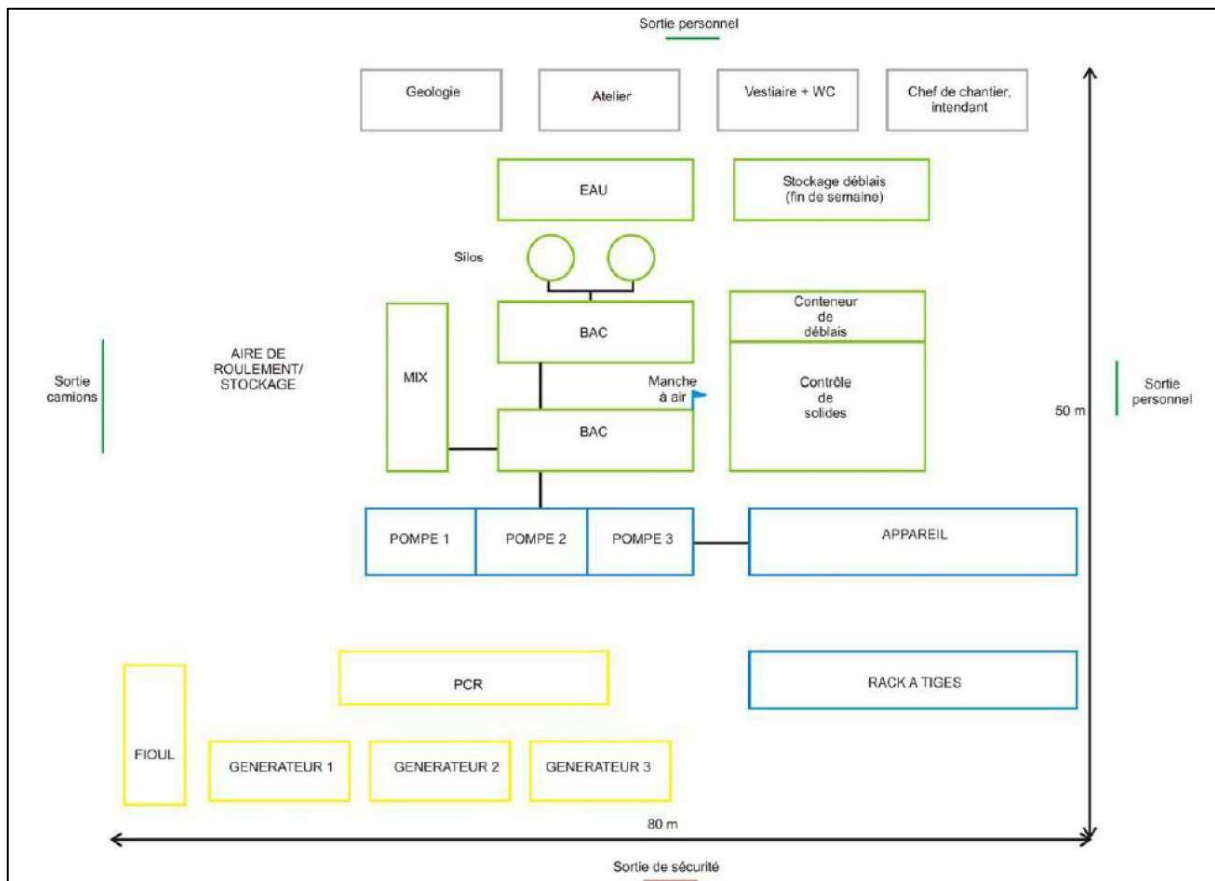 Sortie personnel
Geologie
Atelier
Vestiaire + WC
Chef de chantier,
intendant
EAU
Stockage déblais
(fin de semaine)
Silos
BAC
Conteneur
de
déblais
AIRE DE
ROULEMENT/
STOCKAGE
MIX
Manche
à air
Contrôle
de
solides
Sortie
camions
Sortie
personnel
50 m
BAC
POMPE 1
POMPE 2
POMPE 3
APPAREIL
PCR
RACK A TIGES
FIOUL
GENERATEUR 1
GENERATEUR 2
GENERATEUR 3
80 m
Sortie de sécurité